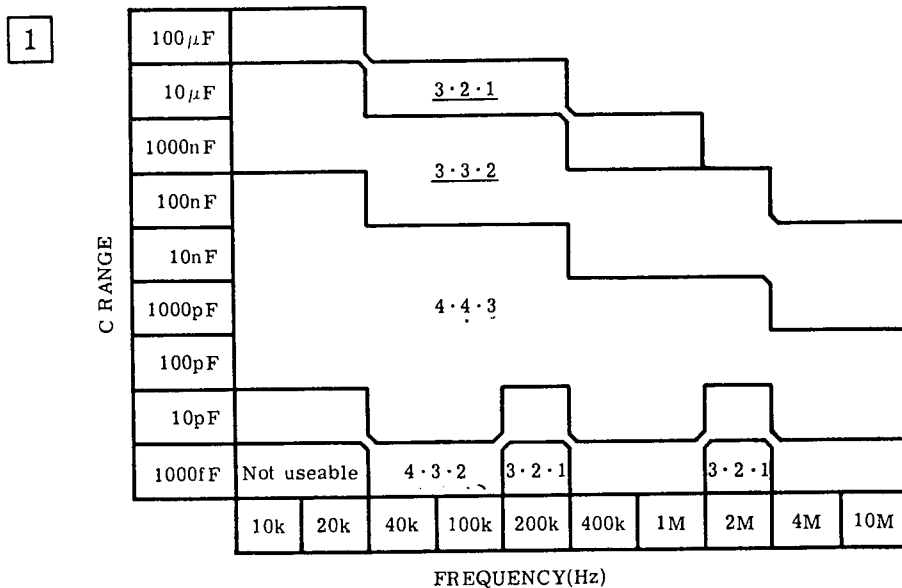 1
100μF
10μF 3·2·1
1000nF
3·3·2
100nF
10nF
C RANGE
1000pF 4·4·3
100pF
10pF
1000fF Not useable 4·3·2 3·2·1 3·2·1
10k 20k 40k 100k 200k 400k 1M 2M 4M 10M
FREQUENCY(Hz)